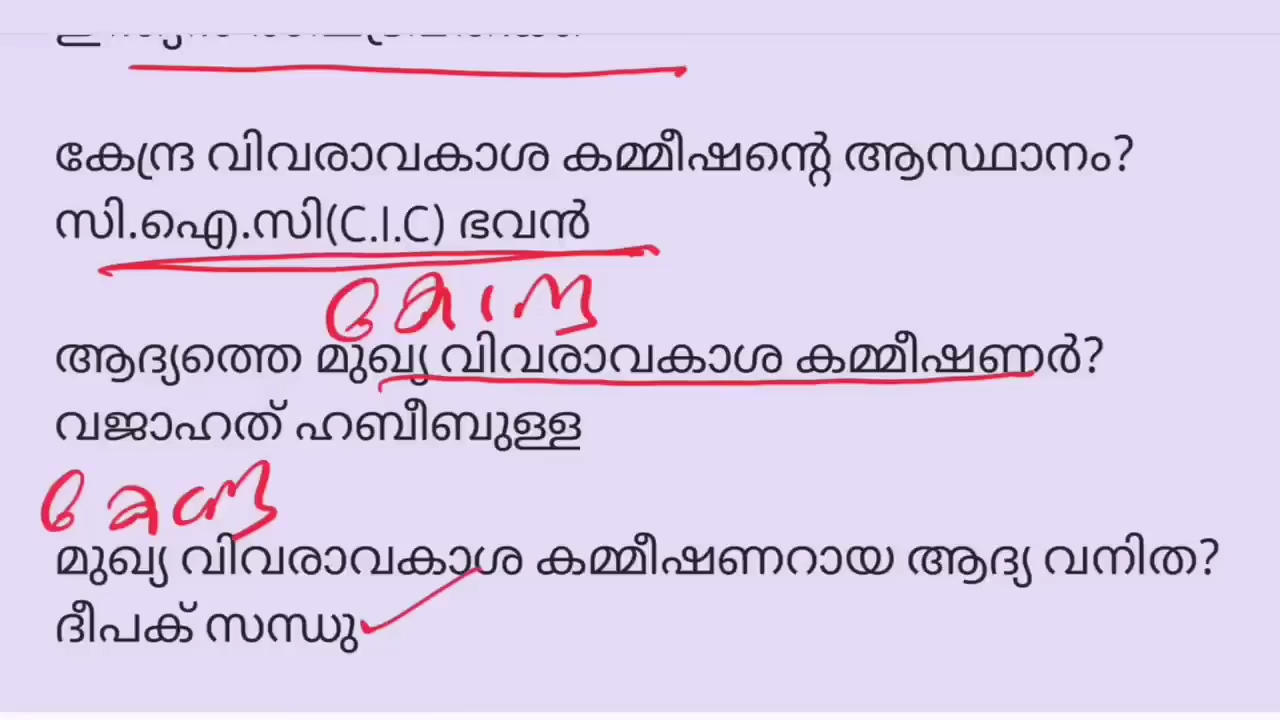 കേന്ദ്ര വിവരാവകാശ കമ്മീഷന്റെ ആസ്ഥാനം?
സി.ഐ.സി(C.I.C) ഭവൻ
ആദ്യത്തെ മുഖ്യ വിവരാവകാശ കമ്മീഷണർ?
വജാഹത് ഹബീബുള്ള
മുഖ്യ വിവരാവകാശ കമ്മീഷണറായ ആദ്യ വനിത?
ദീപക് സന്ധു